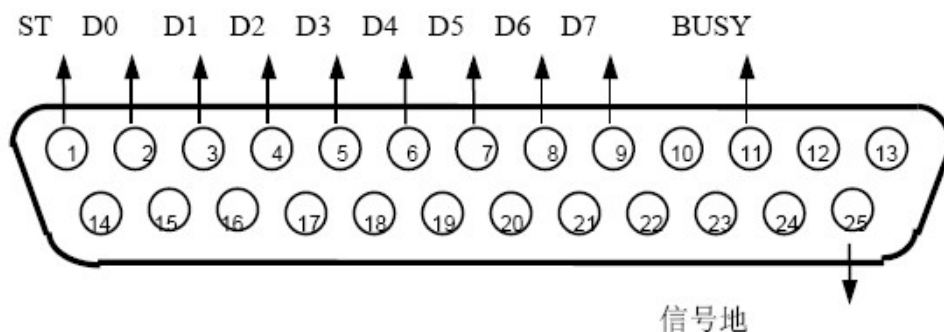 ST D0 D1 D2 D3 D4 D5 D6 D7 BUSY
1 2 3 4 5 6 7 8 9 10 11 12 13
14 15 16 17 18 19 20 21 22 23 24 25
信号地